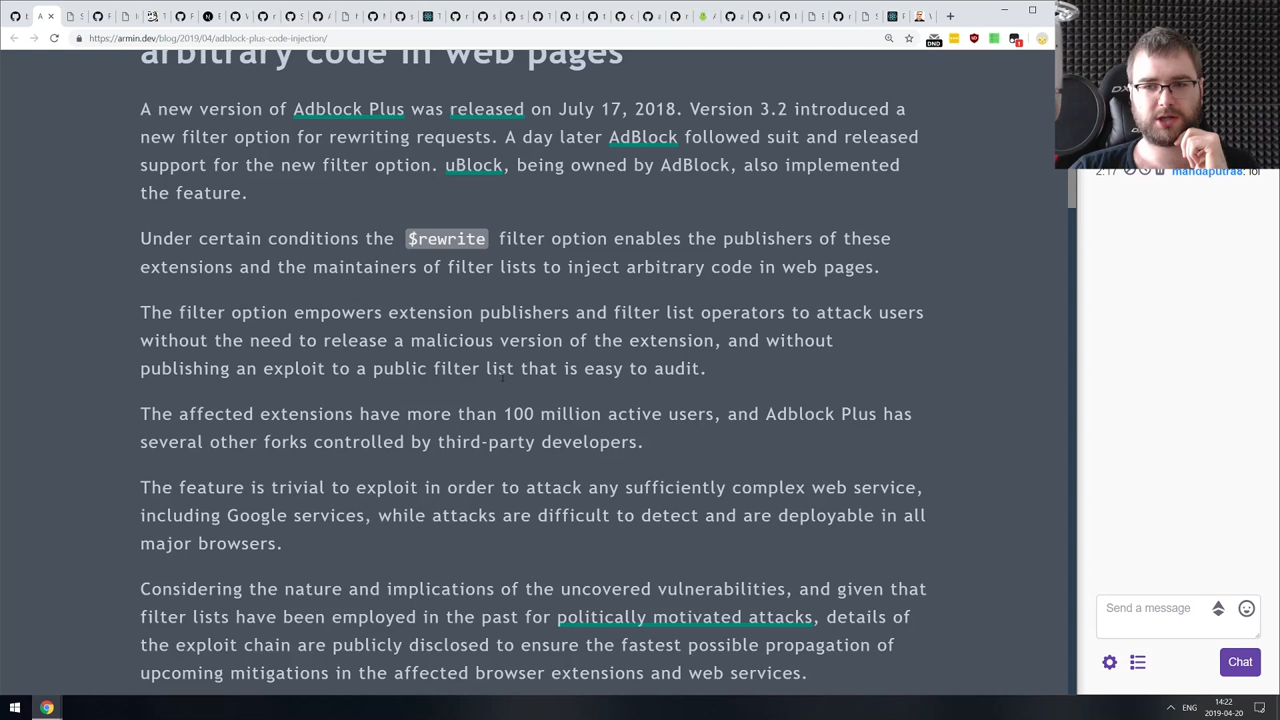 https://armin.dev/blog/2019/04/adblock-plus-code-injection/
DND
1
arbitrary code in web pages
A new version of Adblock Plus was released on July 17, 2018. Version 3.2 introduced a
new filter option for rewriting requests. A day later AdBlock followed suit and released
support for the new filter option. uBlock, being owned by AdBlock, also implemented
the feature.
Under certain conditions the $rewrite filter option enables the publishers of these
extensions and the maintainers of filter lists to inject arbitrary code in web pages.
The filter option empowers extension publishers and filter list operators to attack users
without the need to release a malicious version of the extension, and without
publishing an exploit to a public filter list that is easy to audit.
The affected extensions have more than 100 million active users, and Adblock Plus has
several other forks controlled by third-party developers.
The feature is trivial to exploit in order to attack any sufficiently complex web service,
including Google services, while attacks are difficult to detect and are deployable in all
major browsers.
Considering the nature and implications of the uncovered vulnerabilities, and given that
filter lists have been employed in the past for politically motivated attacks, details of
the exploit chain are publicly disclosed to ensure the fastest possible propagation of
upcoming mitigations in the affected browser extensions and web services.
2:17 mandaputra8: lol
Send a message
Chat
ENG
14:22
2019-04-20